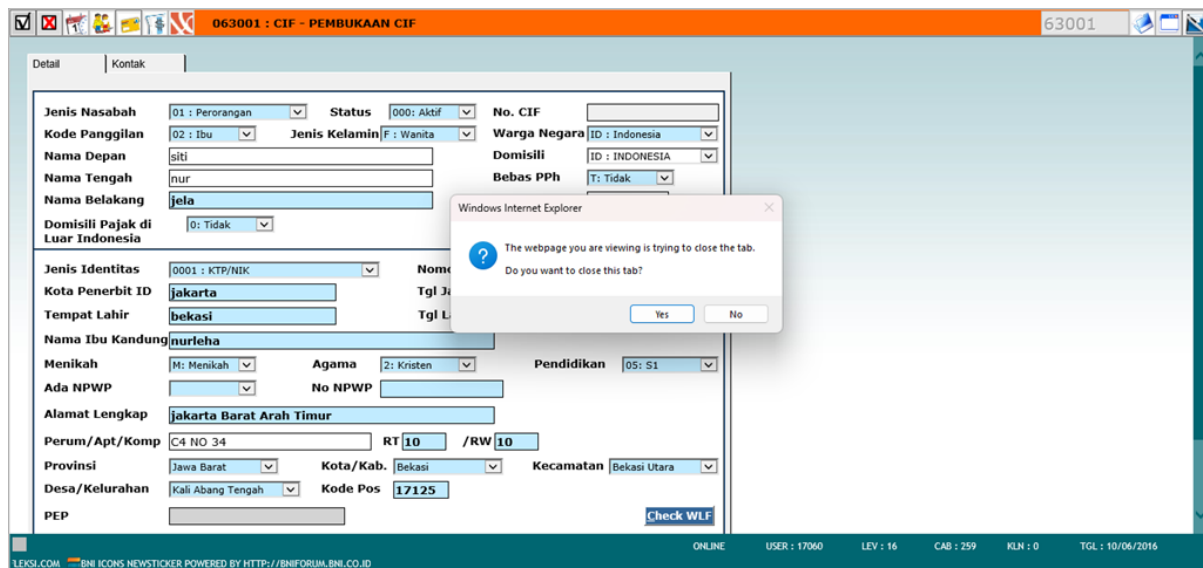 063001 : CIF - PEMBUKAAN CIF 63001
Detail Kontak
Jenis Nasabah 01 : Perorangan Status 000: Aktif No. CIF
Kode Panggilan 02 : Ibu Jenis Kelamin F : Wanita Warga Negara ID : Indonesia
Nama Depan siti Domisili ID : INDONESIA
Nama Tengah nur Bebas PPh T: Tidak
Nama Belakang jela
Domisili Pajak di 0: Tidak
Luar Indonesia
Windows Internet Explorer
The webpage you are viewing is trying to close the tab.
Do you want to close this tab?
Yes No
Jenis Identitas 0001 : KTP/NIK
Kota Penerbit ID jakarta Tgl
Tempat Lahir bekasi Tgl
Nama Ibu Kandung nurleha
Menikah M: Menikah Agama 2: Kristen Pendidikan 05: S1
Ada NPWP No NPWP
Alamat Lengkap jakarta Barat Arah Timur
Perum/Apt/Komp C4 NO 34 RT 10 /RW 10
Provinsi Jawa Barat Kota/Kab. Bekasi Kecamatan Bekasi Utara
Desa/Kelurahan Kali Abang Tengah Kode Pos 17125
PEP Check WLF
ONLINE USER : 17060 LEV : 16 CAB : 259 KLN : 0 TGL : 10/06/2016
LEKSI.COM BNI ICONS NEWSTICKER POWERED BY HTTP://BNIFORUM.BNI.CO.ID